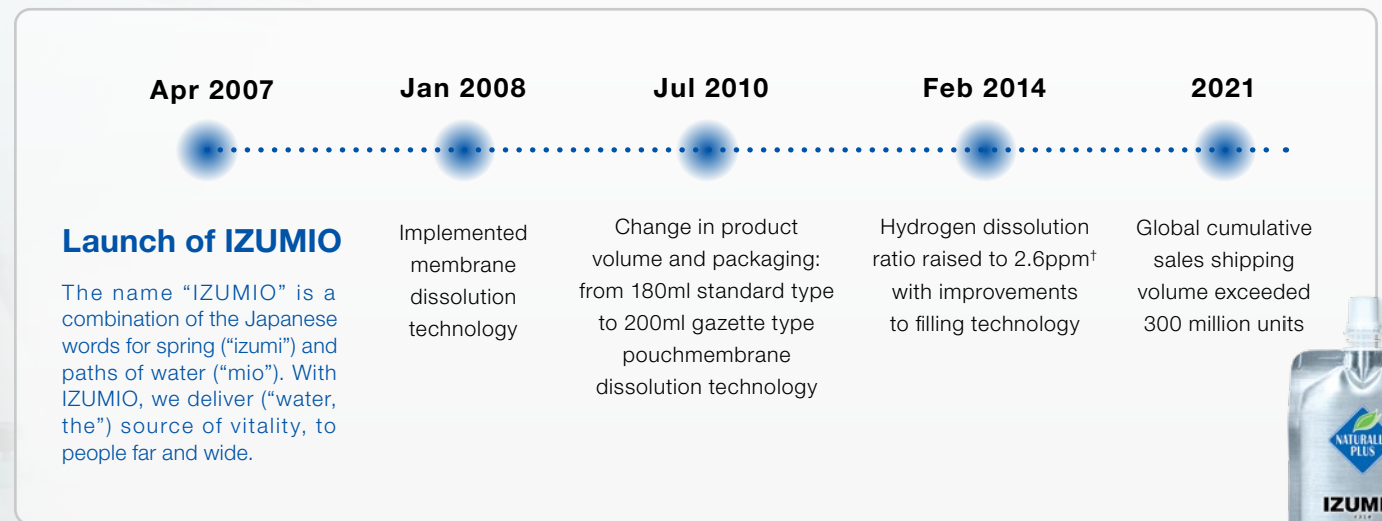 Apr 2007
Launch of IZUMIO
The name “IZUMIO” is a
combination of the Japanese
words for spring (“izumi”) and
paths of water (“mio”). With
IZUMIO, we deliver (“water,
the”) source of vitality, to
people far and wide.
Jan 2008
Implemented
membrane
dissolution
technology
Jul 2010
Change in product
volume and packaging:
from 180ml standard type
to 200ml gazette type
pouchmembrane
dissolution technology
Feb 2014
Hydrogen dissolution
ratio raised to 2.6ppm†
with improvements
to filling technology
2021
Global cumulative
sales shipping
volume exceeded
300 million units
NATURALL
PLUS
IZUMI